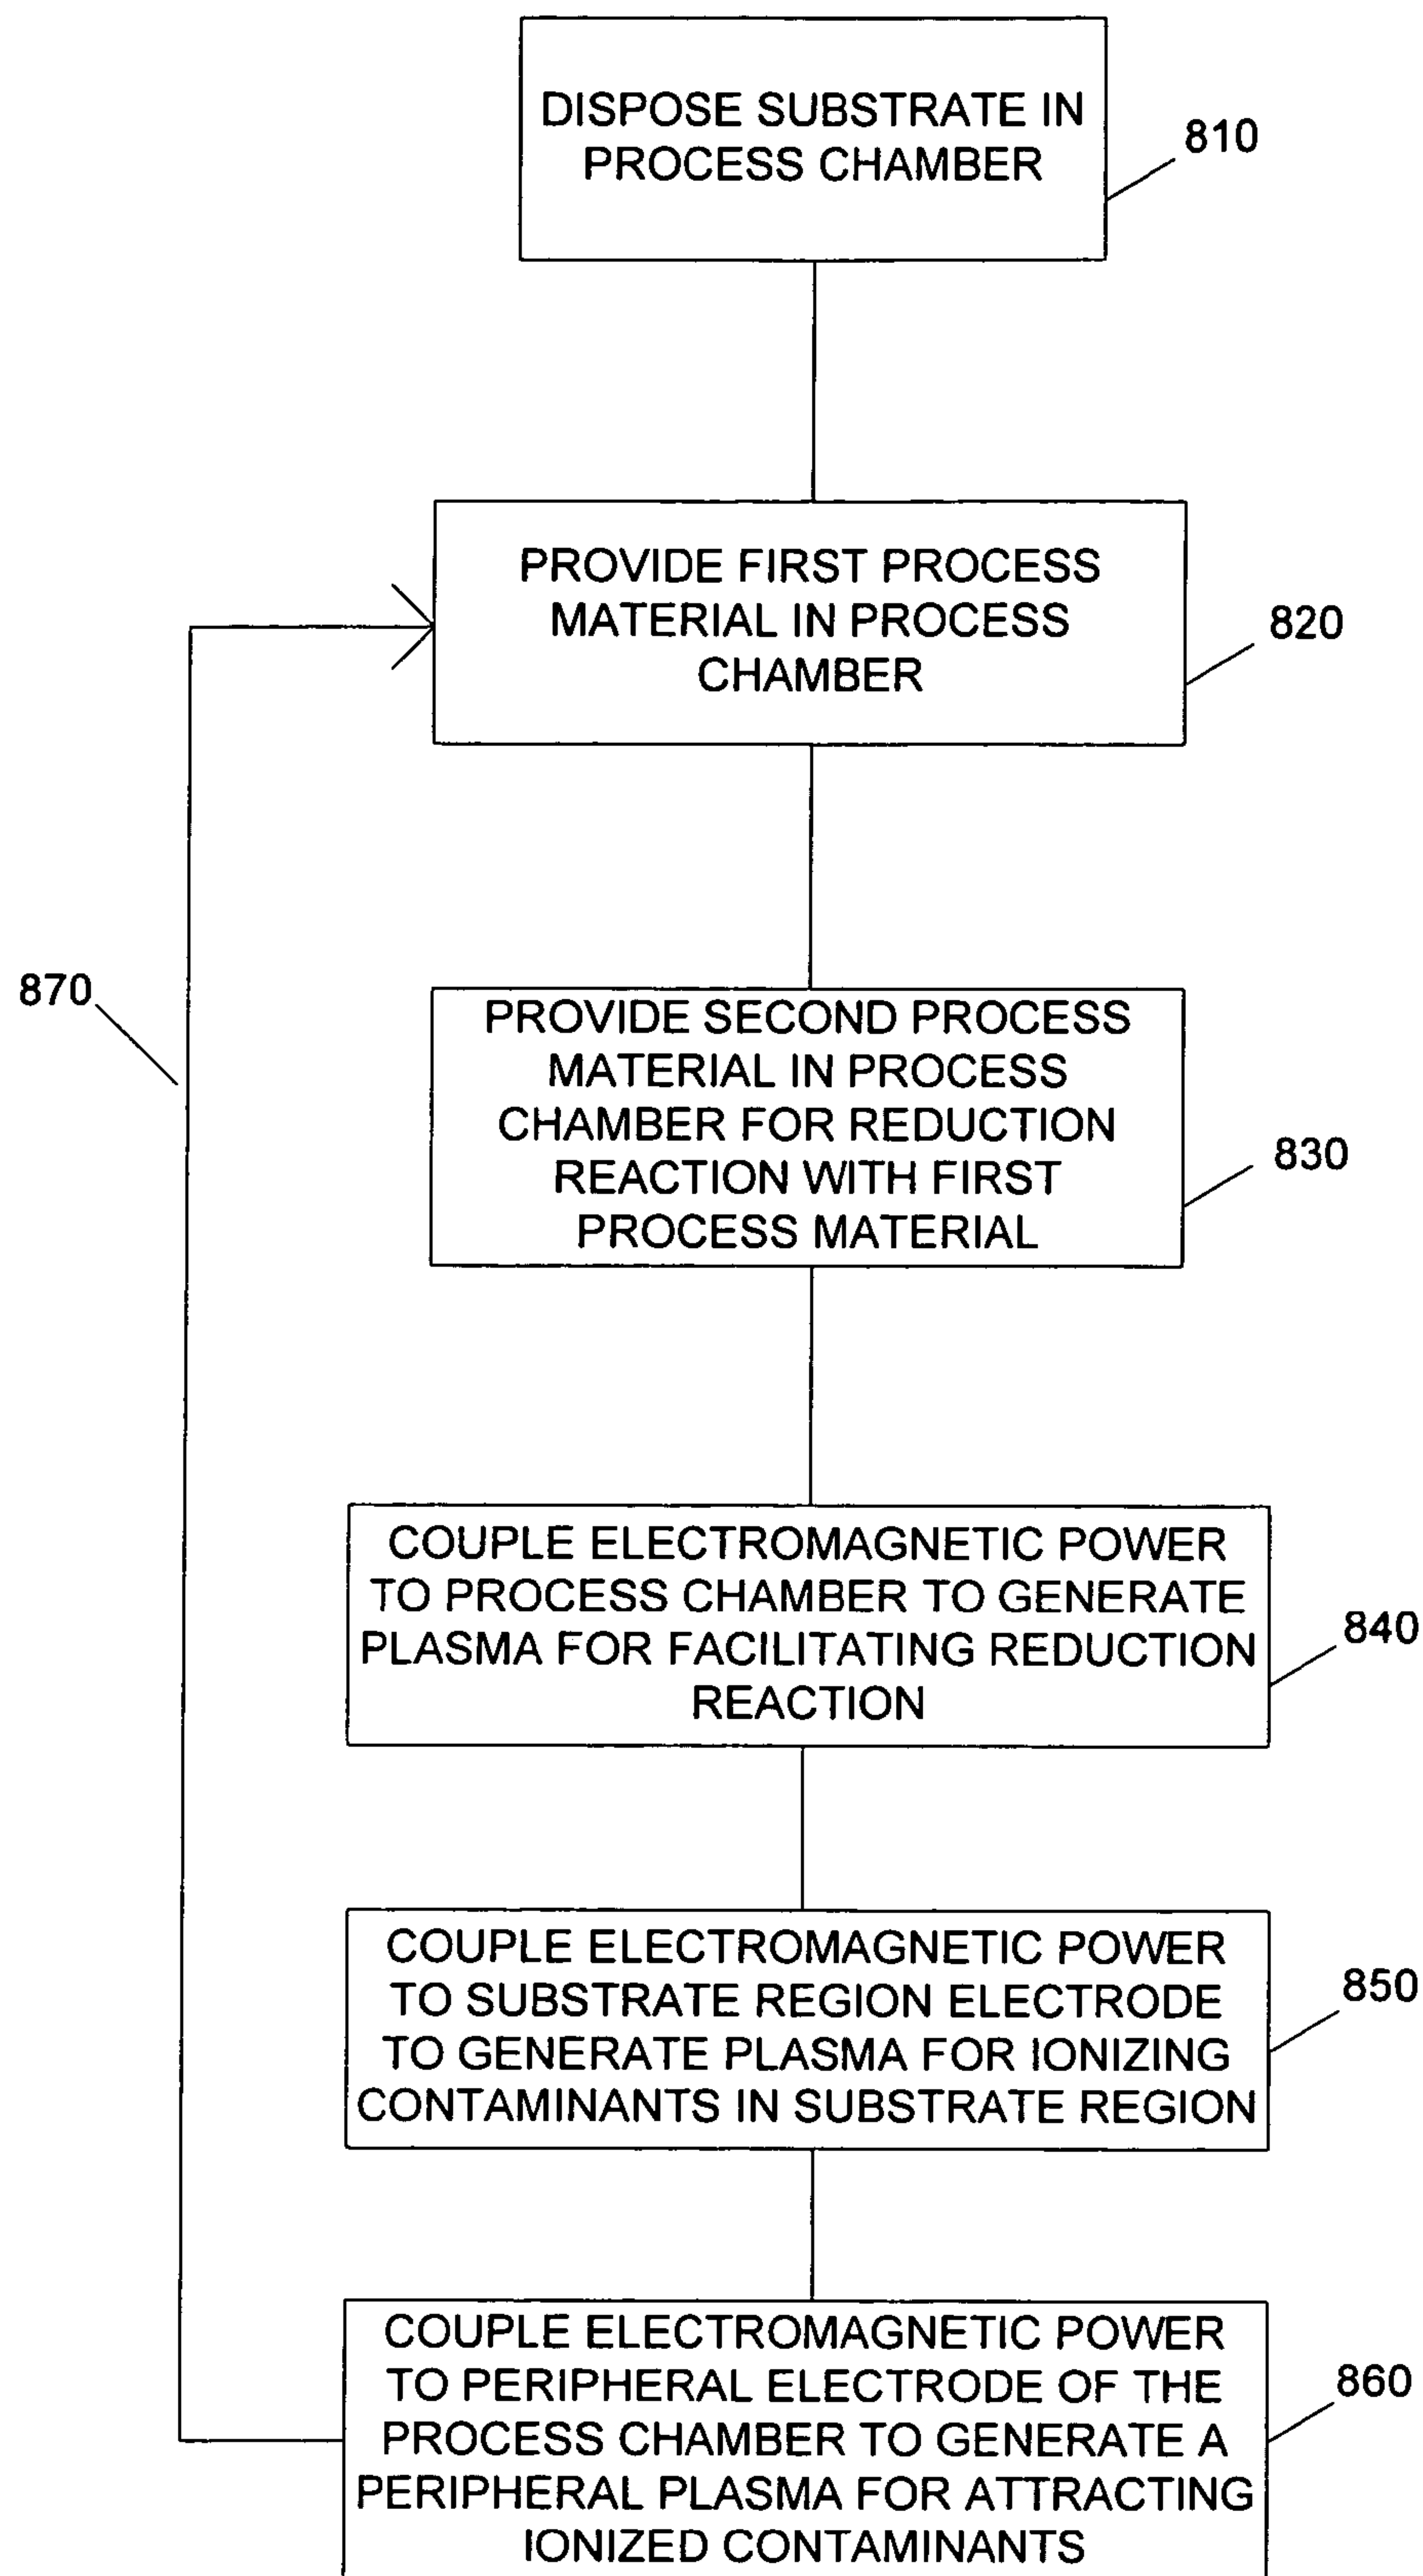 DISPOSE SUBSTRATE IN
PROCESS CHAMBER
810
PROVIDE FIRST PROCESS
MATERIAL IN PROCESS
CHAMBER
820
870
PROVIDE SECOND PROCESS
MATERIAL IN PROCESS
CHAMBER FOR REDUCTION
REACTION WITH FIRST
PROCESS MATERIAL
830
COUPLE ELECTROMAGNETIC POWER
TO PROCESS CHAMBER TO GENERATE
PLASMA FOR FACILITATING REDUCTION
REACTION
840
COUPLE ELECTROMAGNETIC POWER
TO SUBSTRATE REGION ELECTRODE
TO GENERATE PLASMA FOR IONIZING
CONTAMINANTS IN SUBSTRATE REGION
850
COUPLE ELECTROMAGNETIC POWER
TO PERIPHERAL ELECTRODE OF THE
PROCESS CHAMBER TO GENERATE A
PERIPHERAL PLASMA FOR ATTRACTING
IONIZED CONTAMINANTS
860